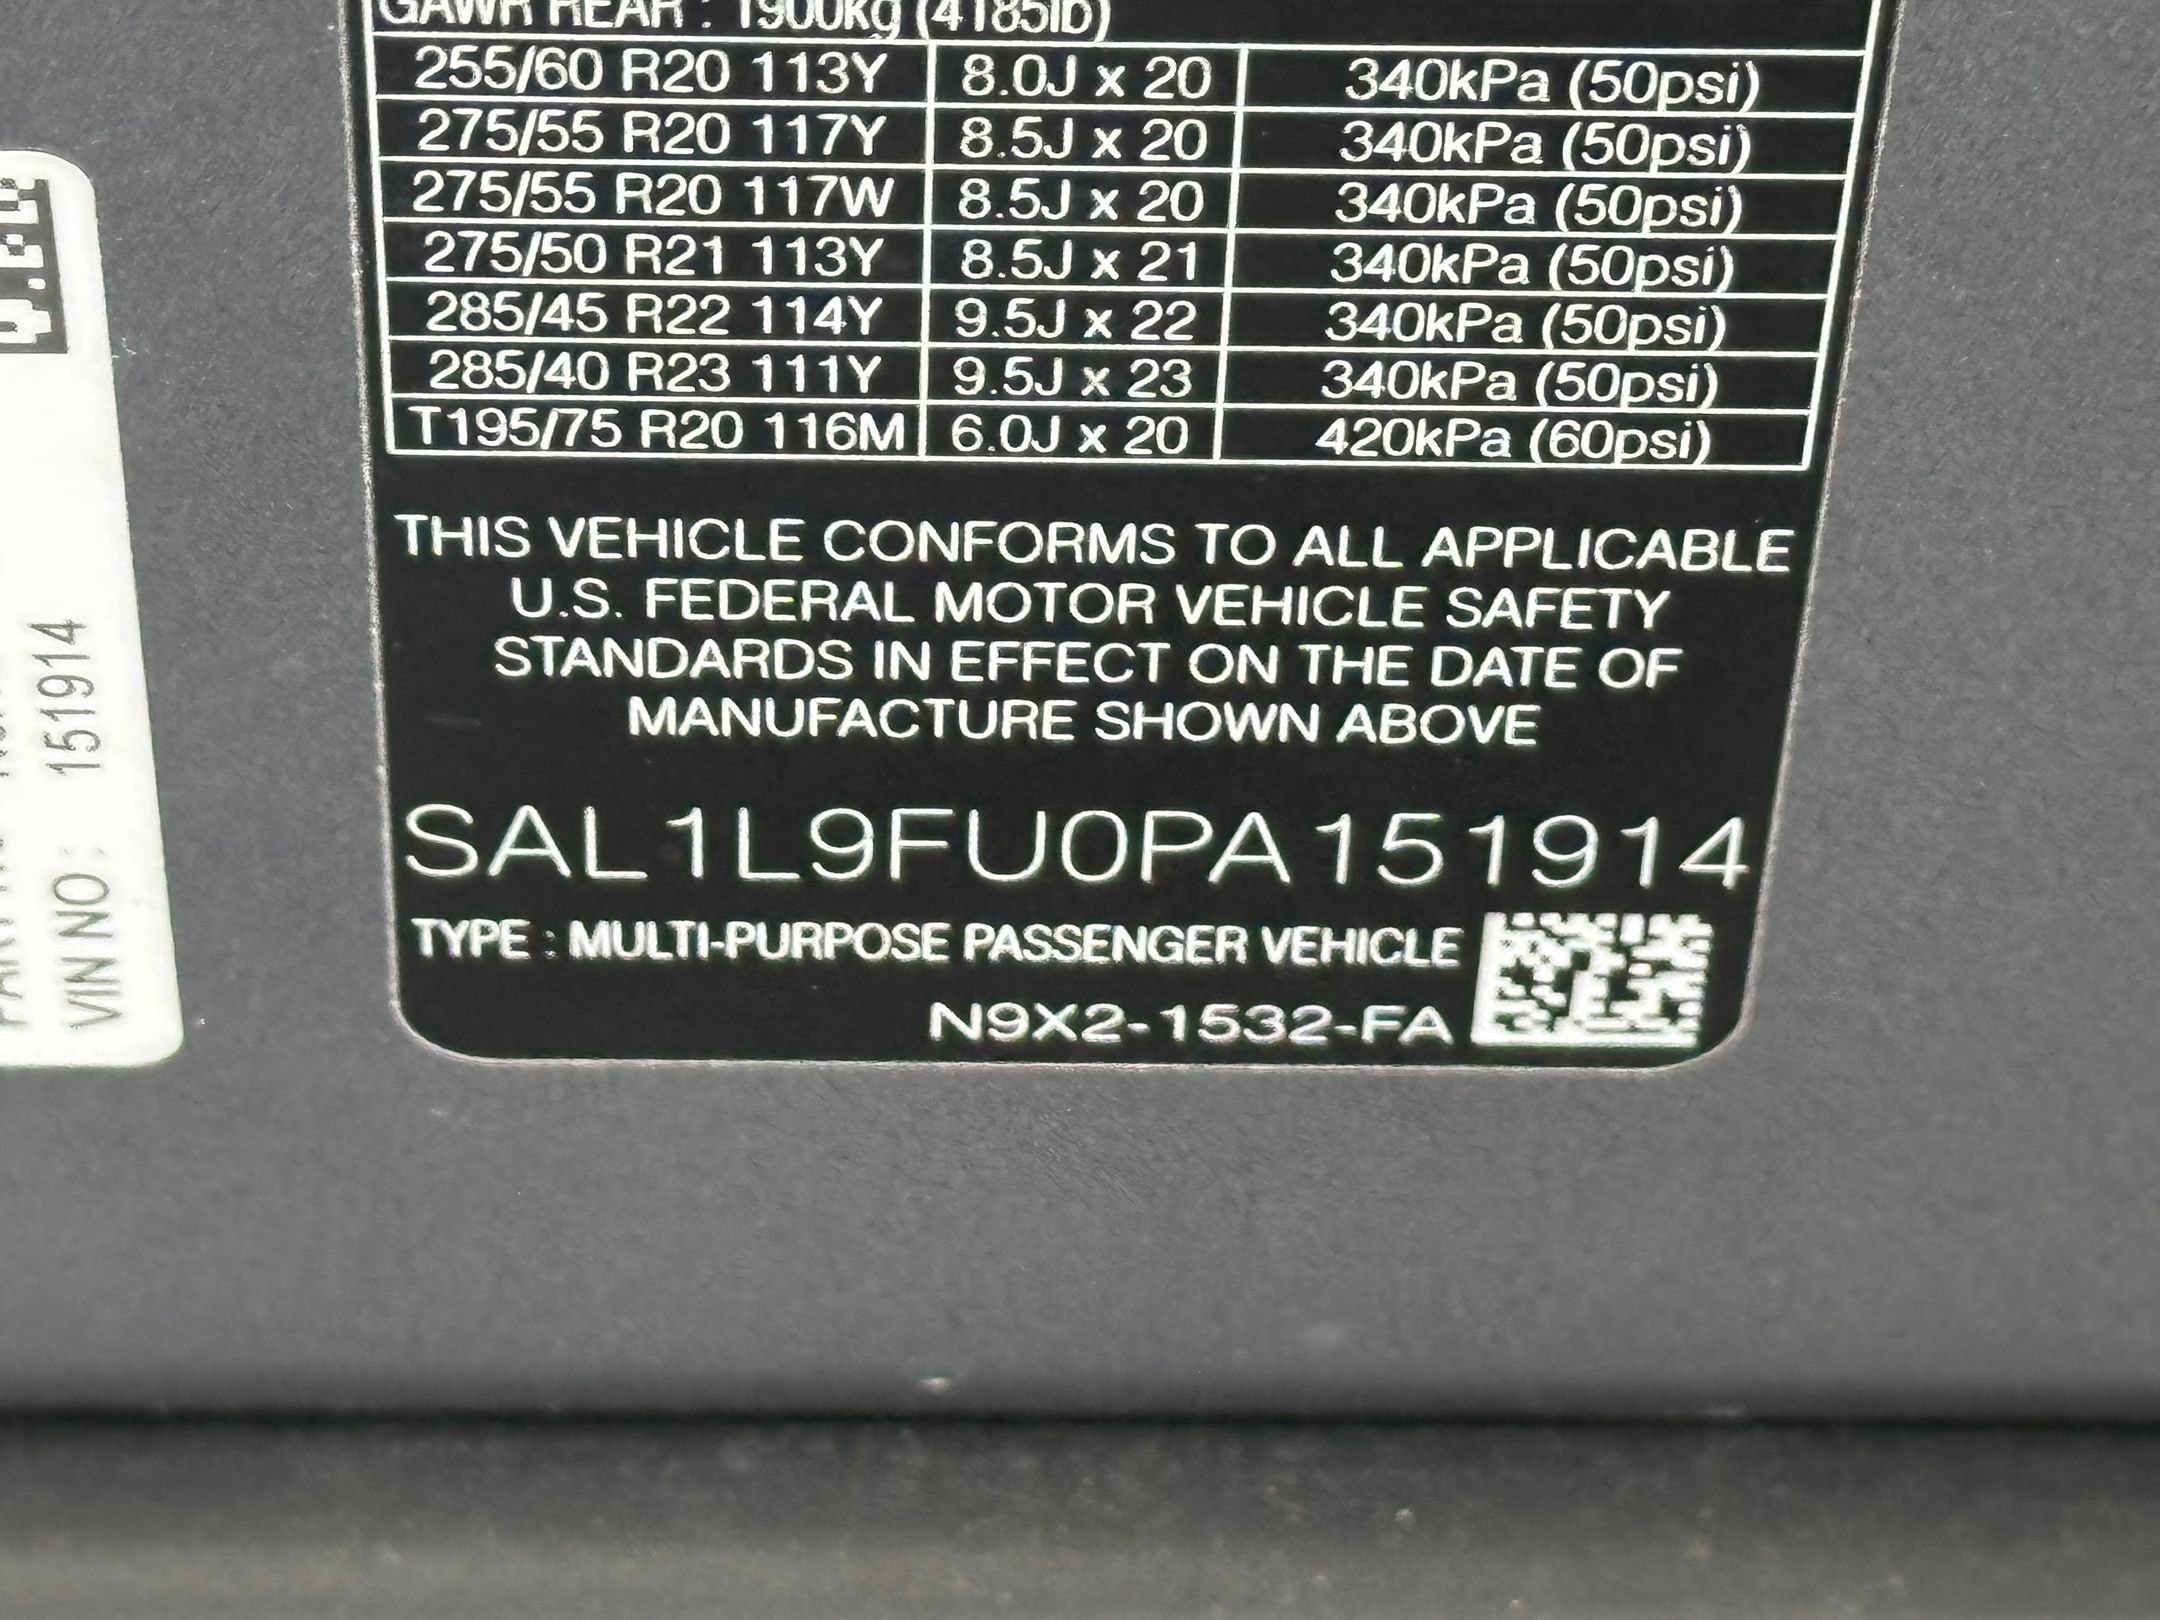 GAWR REAR : 1900kg (4185lb)
255/60 R20 113Y 8.0J x 20 340kPa (50psi)
275/55 R20 117Y 8.5J x 20 340kPa (50psi)
275/55 R20 117W 8.5J x 20 340kPa (50psi)
275/50 R21 113Y 8.5J x 21 340kPa (50psi)
285/45 R22 114Y 9.5J x 22 340kPa (50psi)
285/40 R23 111Y 9.5J x 23 340kPa (50psi)
T195/75 R20 116M 6.0J x 20 420kPa (60psi)
THIS VEHICLE CONFORMS TO ALL APPLICABLE
U.S. FEDERAL MOTOR VEHICLE SAFETY
STANDARDS IN EFFECT ON THE DATE OF
MANUFACTURE SHOWN ABOVE
SAL1L9FU0PA151914
TYPE : MULTI-PURPOSE PASSENGER VEHICLE
N9X2-1532-FA
VIN NO : 151914